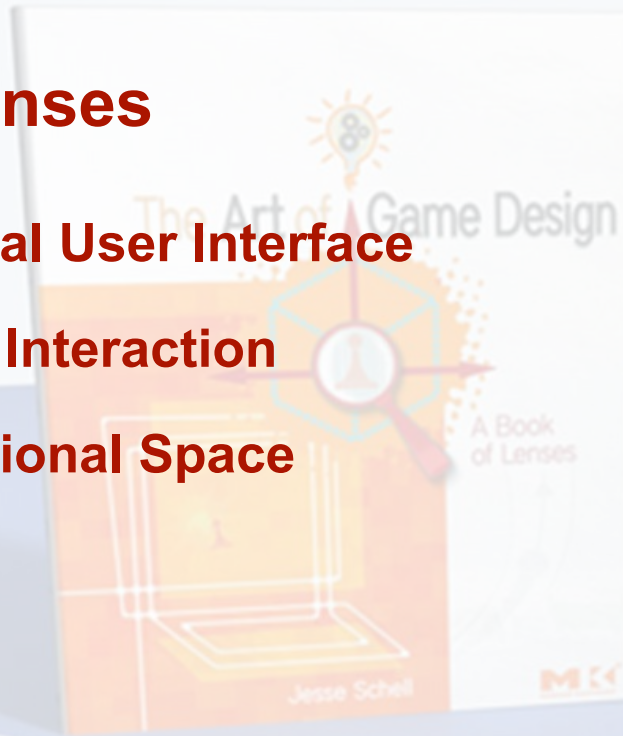 nses
The Art of Game Design
al User Interface
Interaction
ional Space
A Book
of Lenses
Jesse Schell
MK